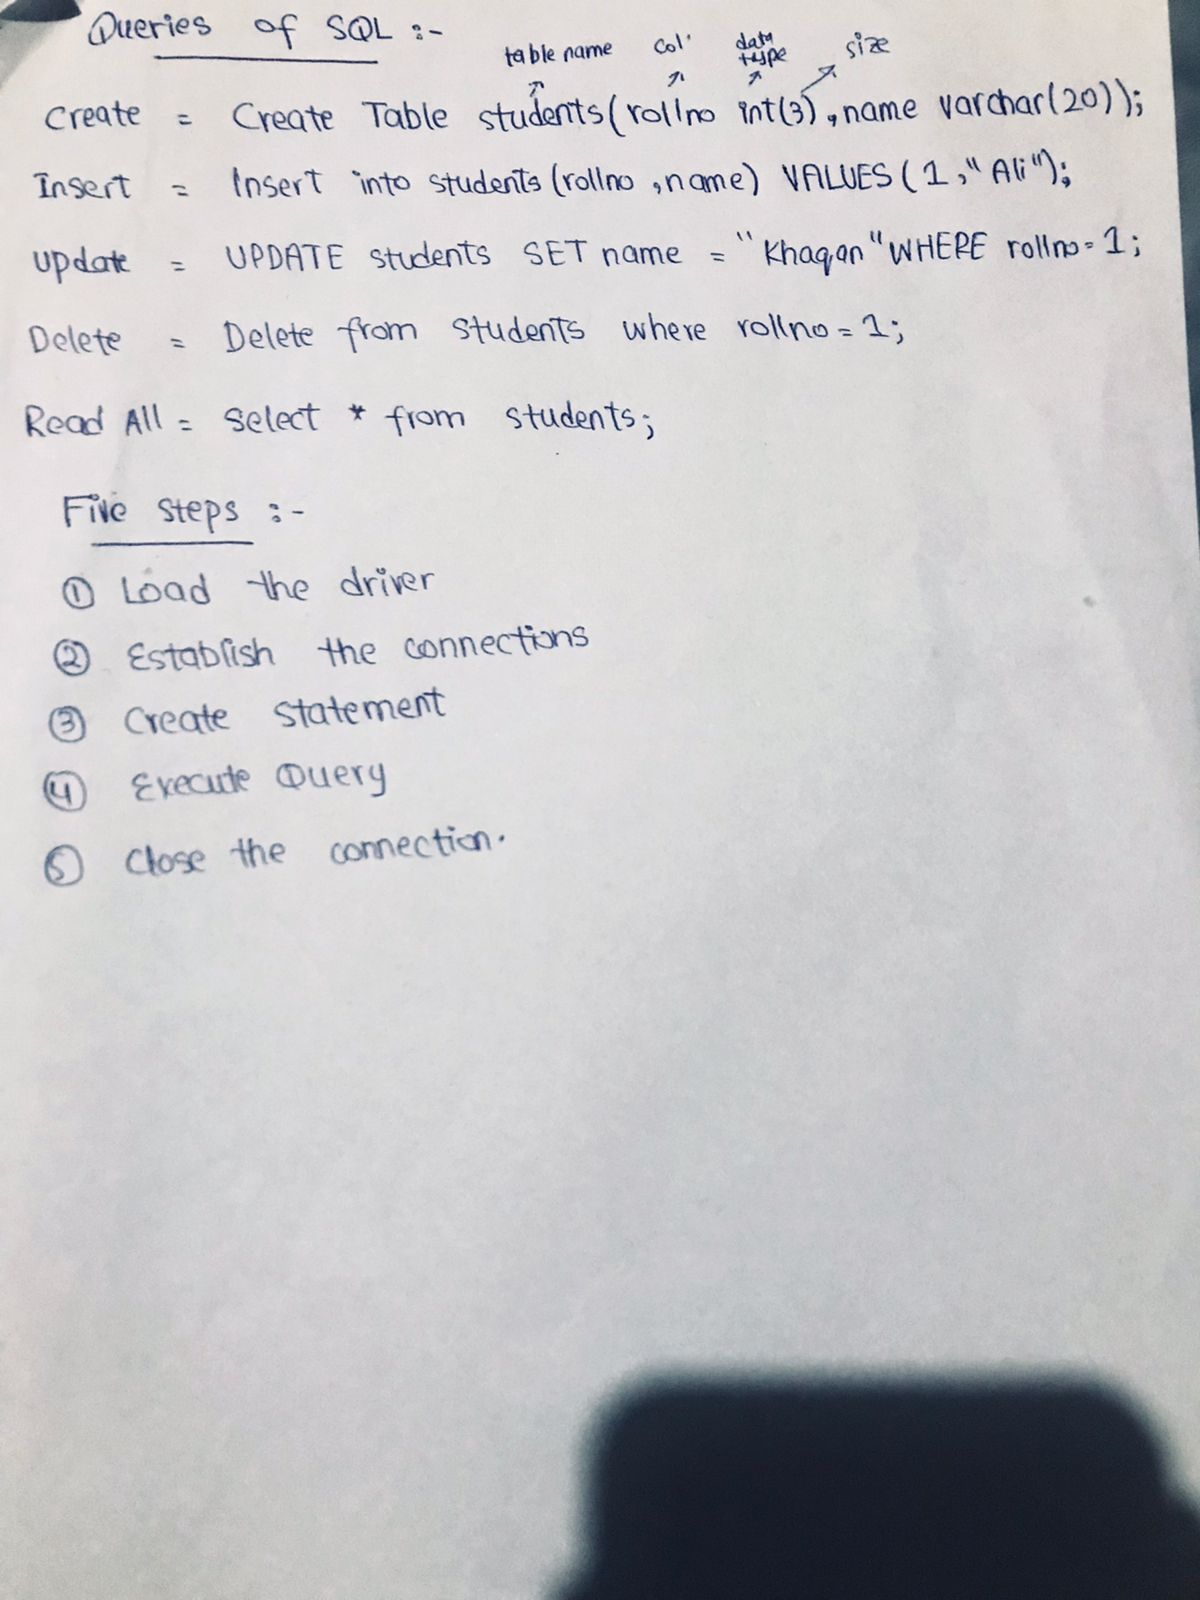 Queries of SQL :-
table name col' data type size
Create = Create Table students(rollno int(3),name varchar(20));
Insert = Insert into students(rollno ,name) VALUES(1,"Ali");
Update = UPDATE students SET name = "Khaqan" WHERE rollno=1;
Delete = Delete from students where rollno=1;
Read All = Select * from students;
Five steps :-
① Load the driver
② Establish the connections
③ Create statement
④ Execute Query
⑤ Close the connection.